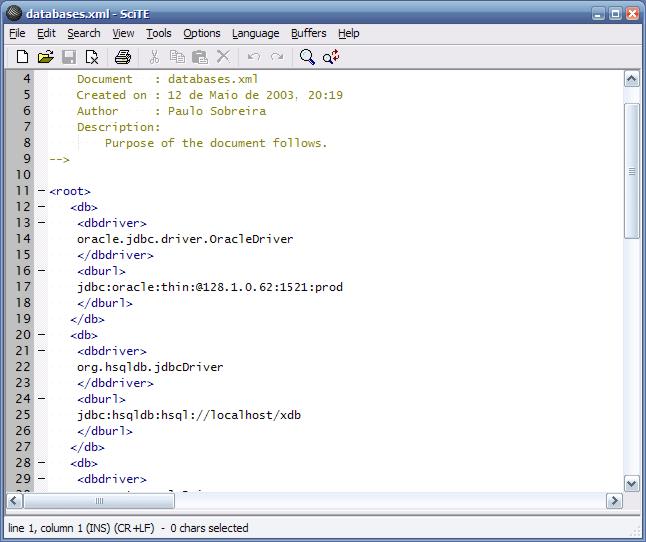 databases.xml - SciTE
File Edit Search View Tools Options Language Buffers Help
4 Document : databases.xml
5 Created on : 12 de Maio de 2003, 20:19
6 Author : Paulo Sobreira
7 Description:
8 Purpose of the document follows.
9 -->
10
11 <root>
12 <db>
13 <dbdriver>
14 oracle.jdbc.driver.OracleDriver
15 </dbdriver>
16 <dburl>
17 jdbc:oracle:thin:@128.1.0.62:1521:prod
18 </dburl>
19 </db>
20 <db>
21 <dbdriver>
22 org.hsqldb.jdbcDriver
23 </dbdriver>
24 <dburl>
25 jdbc:hsqldb:hsql://localhost/xdb
26 </dburl>
27 </db>
28 <db>
29 <dbdriver>
line 1, column 1 (INS) (CR+LF) - 0 chars selected